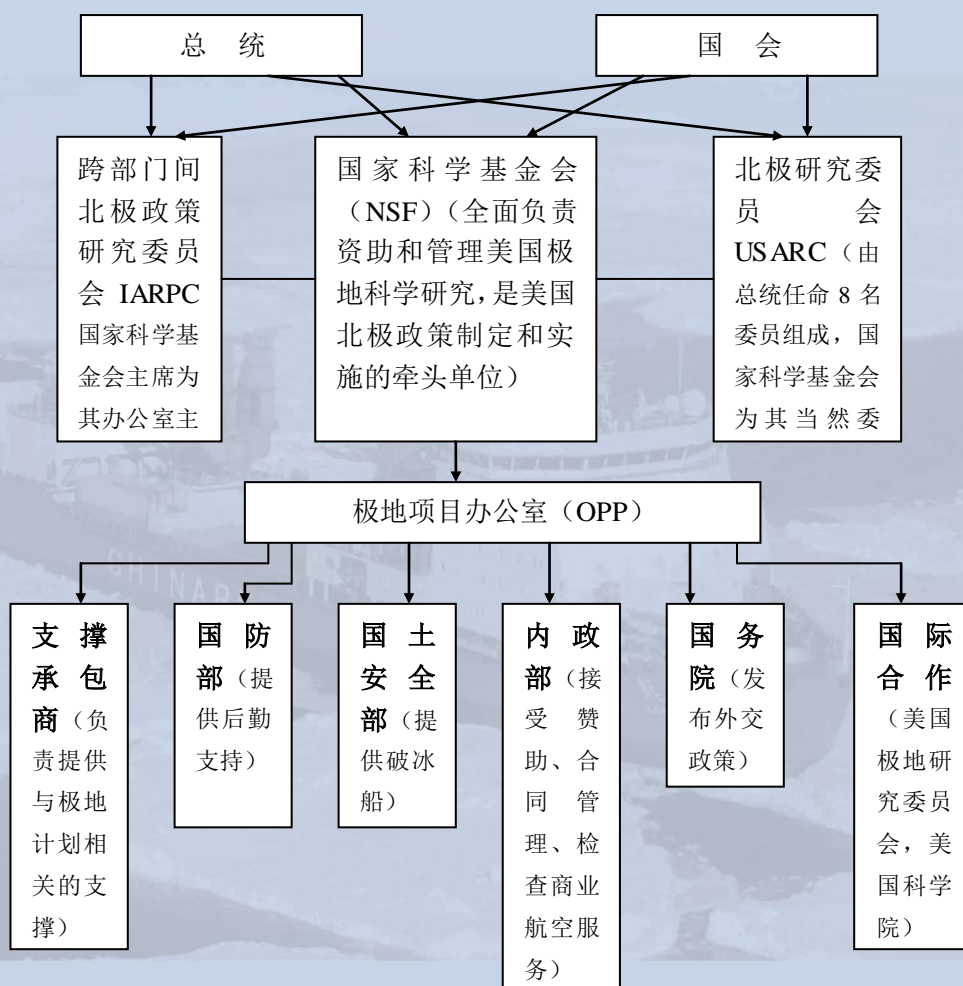 总 统
国 会
跨部门间
北极政策
研究委员
会 IARPC
国家科学基
金会主席为
其办公室主
国家科学基金会
（NSF）（全面负责
资助和管理美国极
地科学研究，是美国
北极政策制定和实
施的牵头单位）
北极研究委
员 会
USARC（由
总统任命 8 名
委员组成，国
家科学基金会
为其当然委
极地项目办公室（OPP）
支 撑
承 包
商（负
责提供
与极地
计划相
关的支
撑）
国 防
部（提
供后勤
支持）
国 土
安 全
部（提
供破冰
船）
内 政
部（接
受 赞
助、合
同 管
理、检
查商业
航空服
务）
国 务
院（发
布外交
政策）
国 际
合 作
（美国
极地研
究委员
会，美
国科学
院）
CHINAR